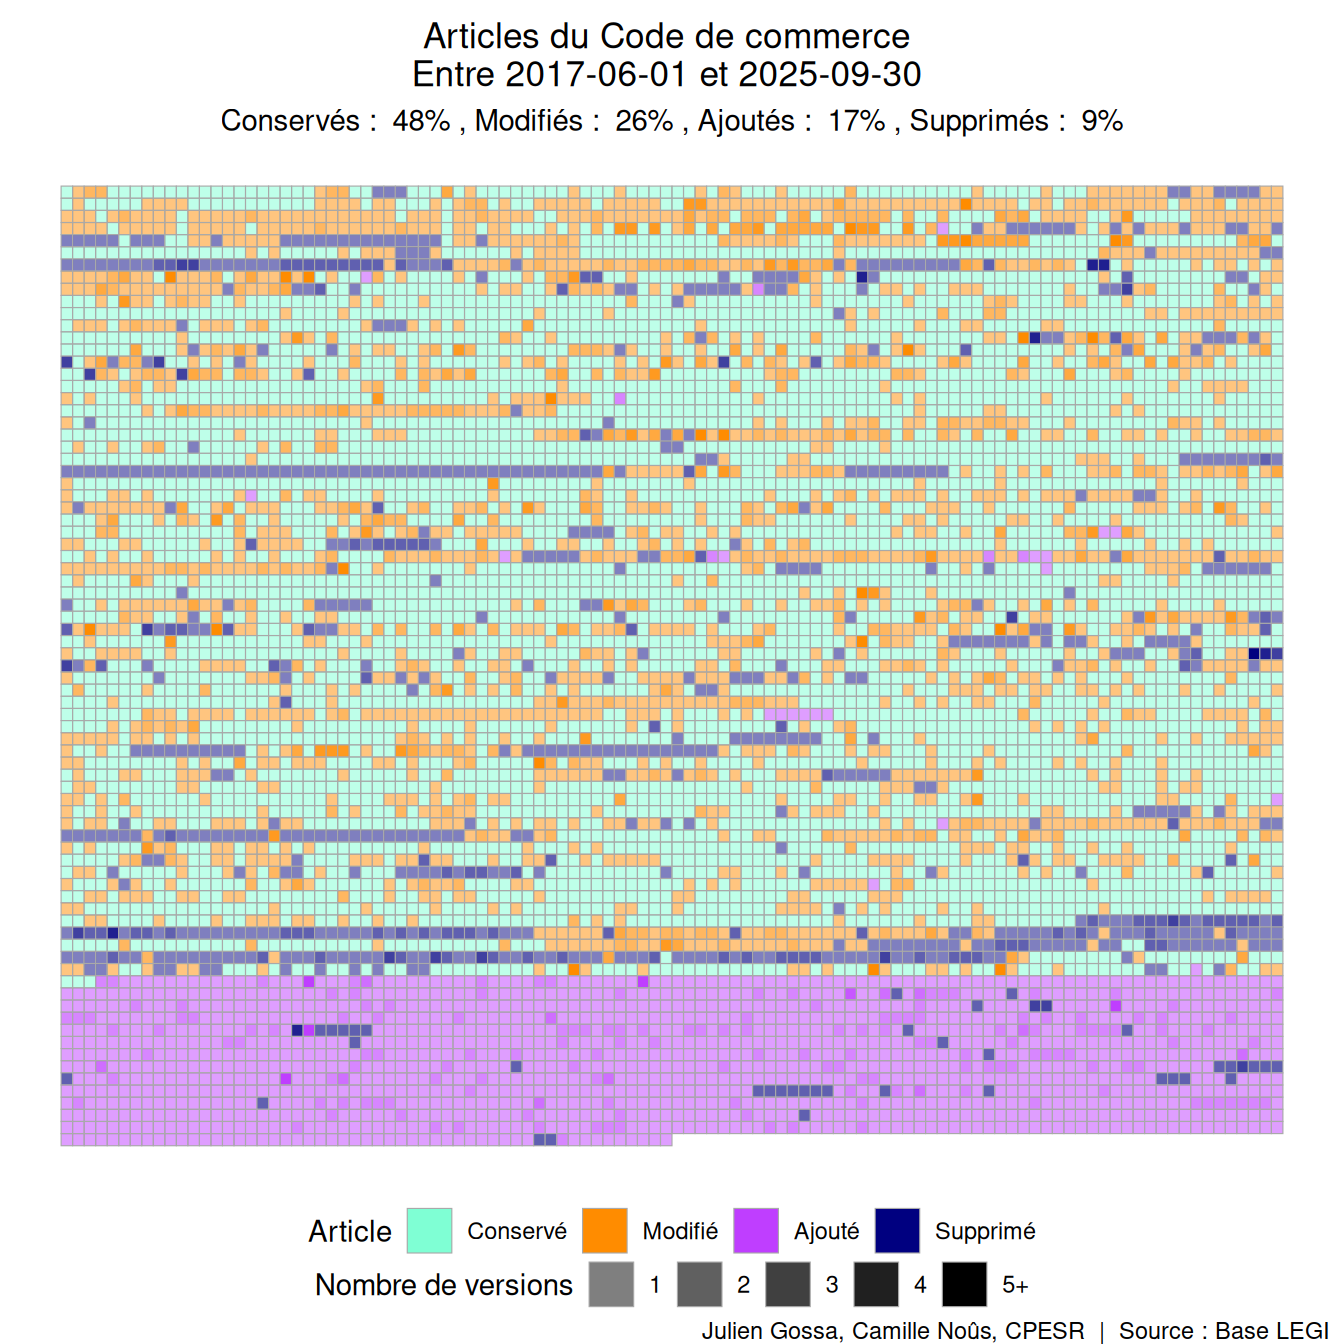 Articles du Code de commerce
Entre 2017-06-01 et 2025-09-30
Conservés : 48% , Modifiés : 26% , Ajoutés : 17% , Supprimés : 9%
Article Conservé Modifié Ajouté Supprimé
Nombre de versions 1 2 3 4 5+
Julien Gossa, Camille Noûs, CPESR | Source : Base LEGI